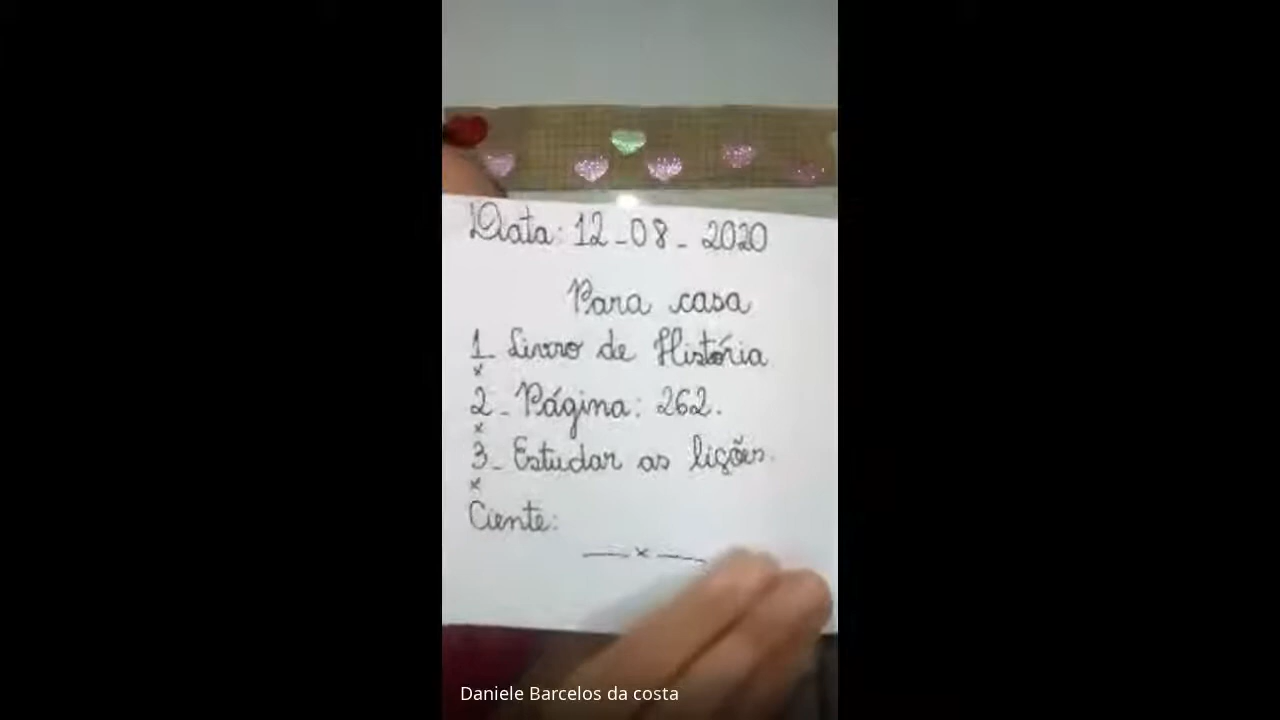 Data: 12-08-2020
Para casa
1- Livro de História
x
2- Página: 262.
x
3- Estudar as lições.
x
Ciente:
—x—
Daniele Barcelos da costa